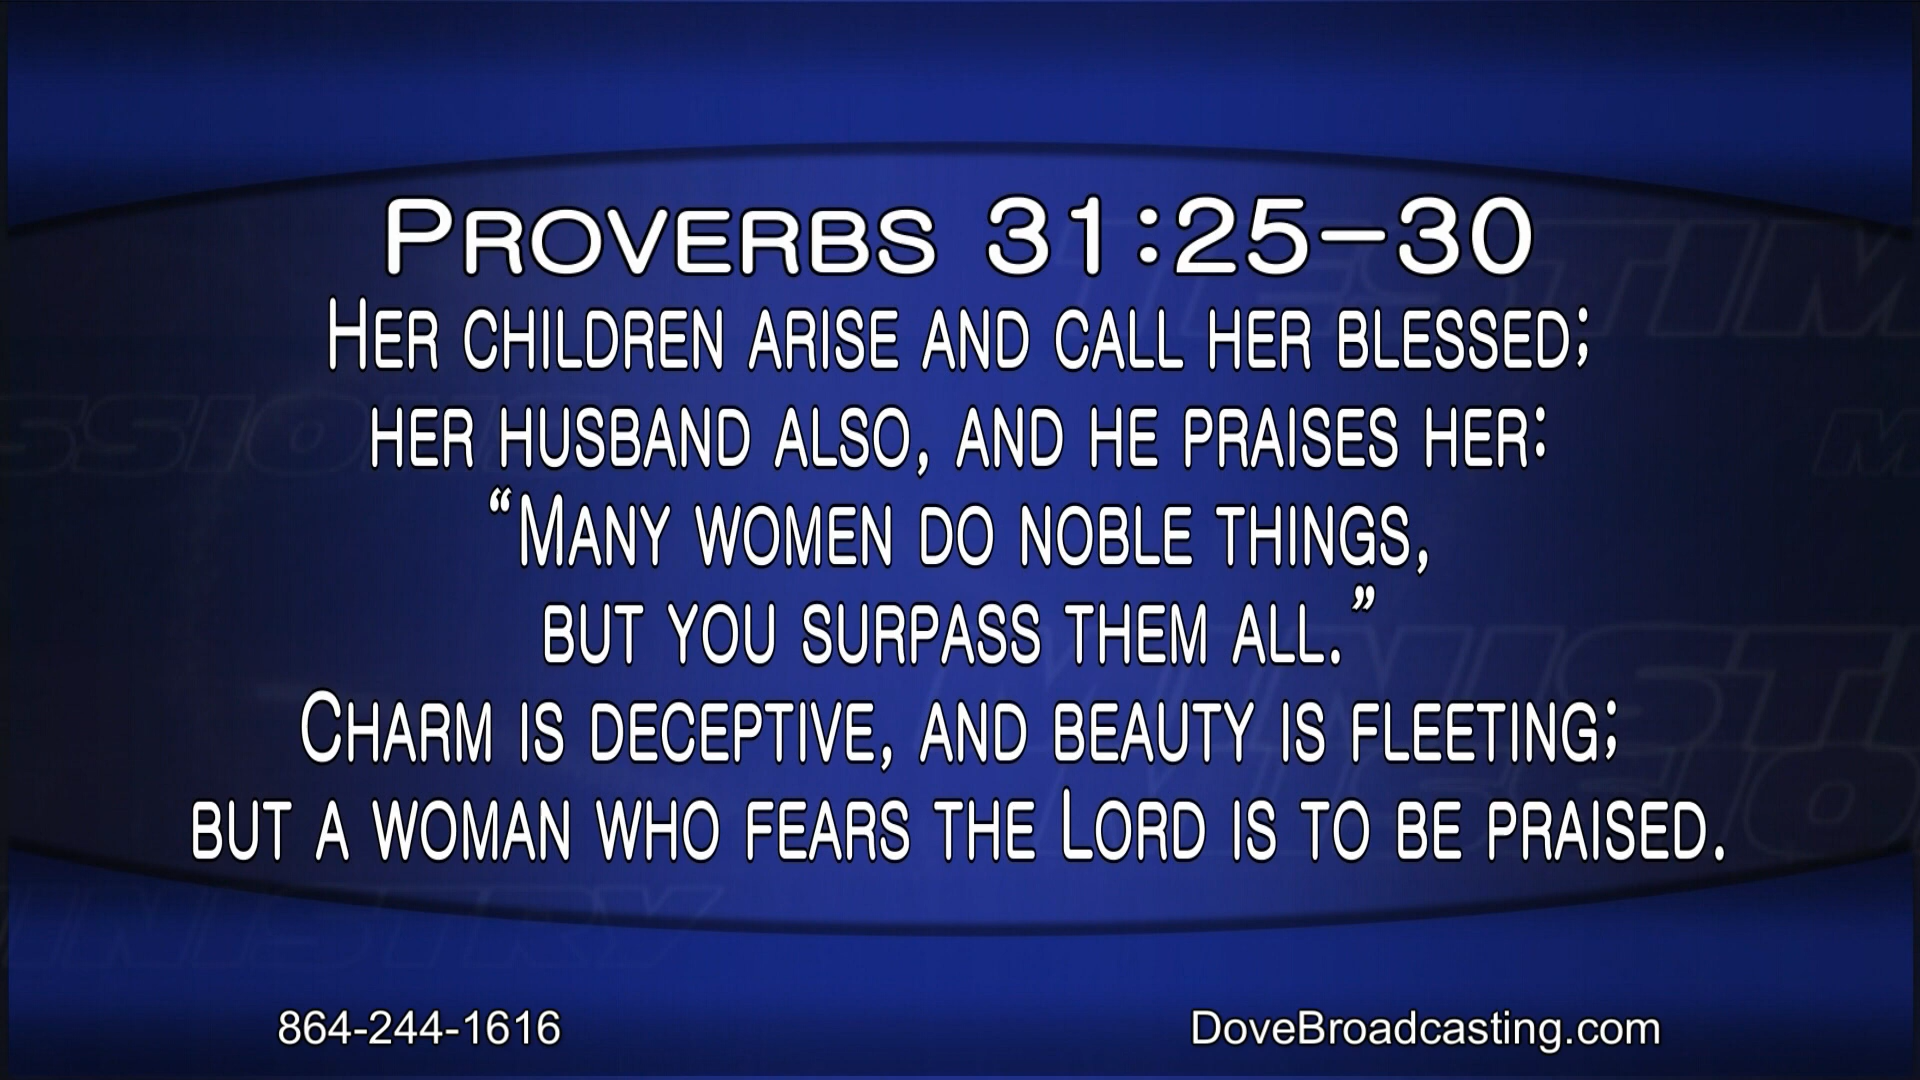 Proverbs 31:25-30
Her children arise and call her blessed;
her husband also, and he praises her:
“Many women do noble things,
but you surpass them all.”
Charm is deceptive, and beauty is fleeting;
but a woman who fears the Lord is to be praised.
864-244-1616
DoveBroadcasting.com